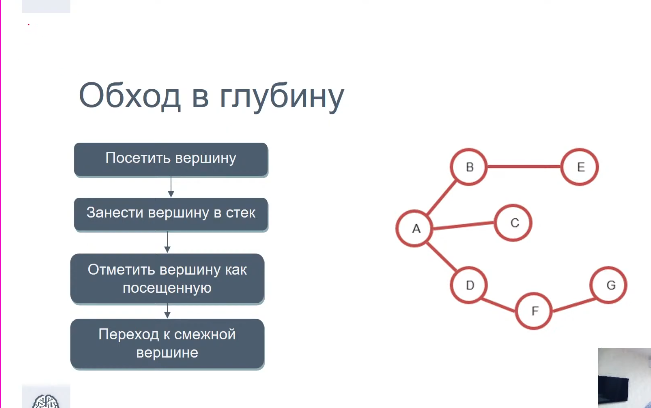 Обход в глубину
Посетить вершину
Занести вершину в стек
Отметить вершину как
посещенную
Переход к смежной
вершине
B
E
A
C
D
F
G